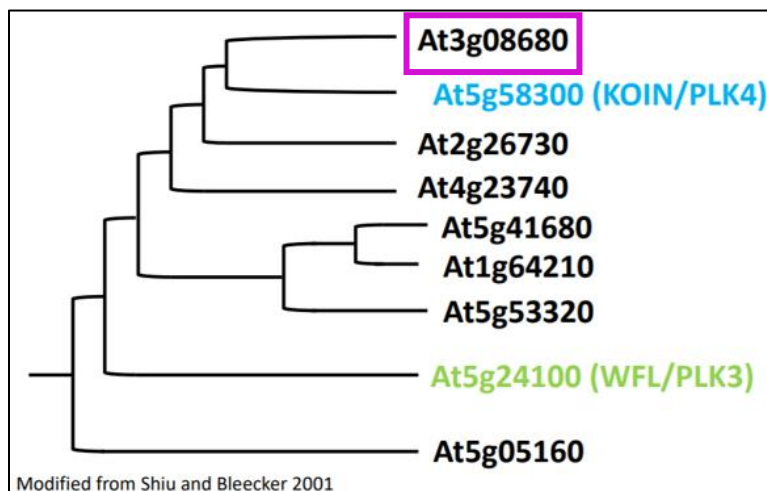 At3g08680
At5g58300 (KOIN/PLK4)
At2g26730
At4g23740
At5g41680
At1g64210
At5g53320
At5g24100 (WFL/PLK3)
At5g05160
Modified from Shiu and Bleecker 2001